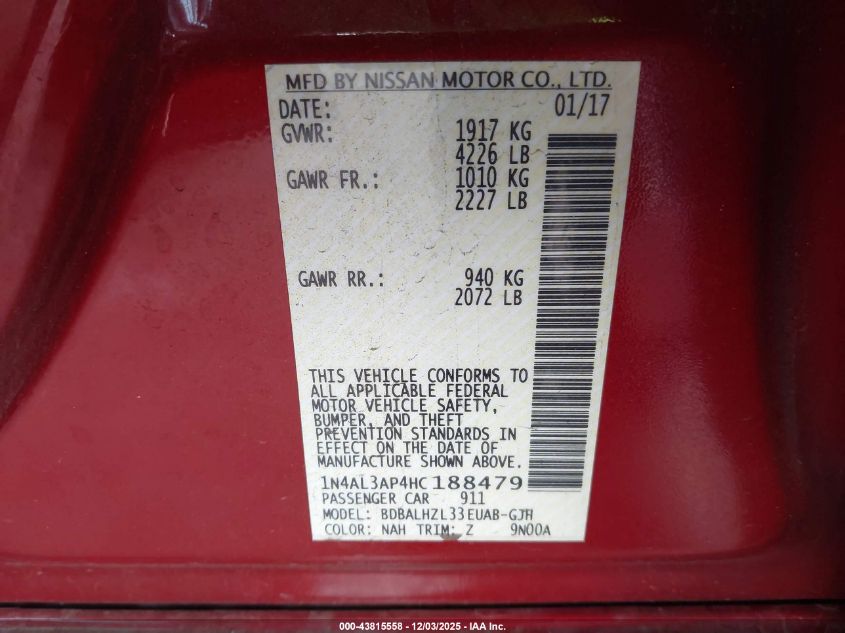 MFD BY NISSAN MOTOR CO., LTD.
DATE: 01/17
GVWR: 1917 KG
4226 LB
GAWR FR.: 1010 KG
2227 LB
GAWR RR.: 940 KG
2072 LB
THIS VEHICLE CONFORMS TO
ALL APPLICABLE FEDERAL
MOTOR VEHICLE SAFETY,
BUMPER, AND THEFT
PREVENTION STANDARDS IN
EFFECT ON THE DATE OF
MANUFACTURE SHOWN ABOVE.
1N4AL3AP4HC188479
PASSENGER CAR 911
MODEL: BDBALHZL33EUAB-GJH
COLOR: NAH TRIM: Z 9N00A
000-43815558 - 12/03/2025 - IAA Inc.